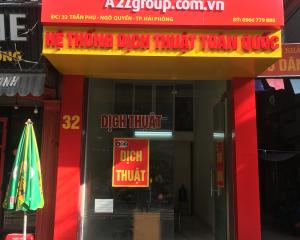 A2zgroup.com.vn
ĐC: 32 TRẦN PHÚ - NGÔ QUYỀN - TP. HẢI PHÒNG
ĐT: 0966 779 888
HỆ THỐNG DỊCH THUẬT TOÀN QUỐC
32
DỊCH THUẬT
DỊCH
THUẬT